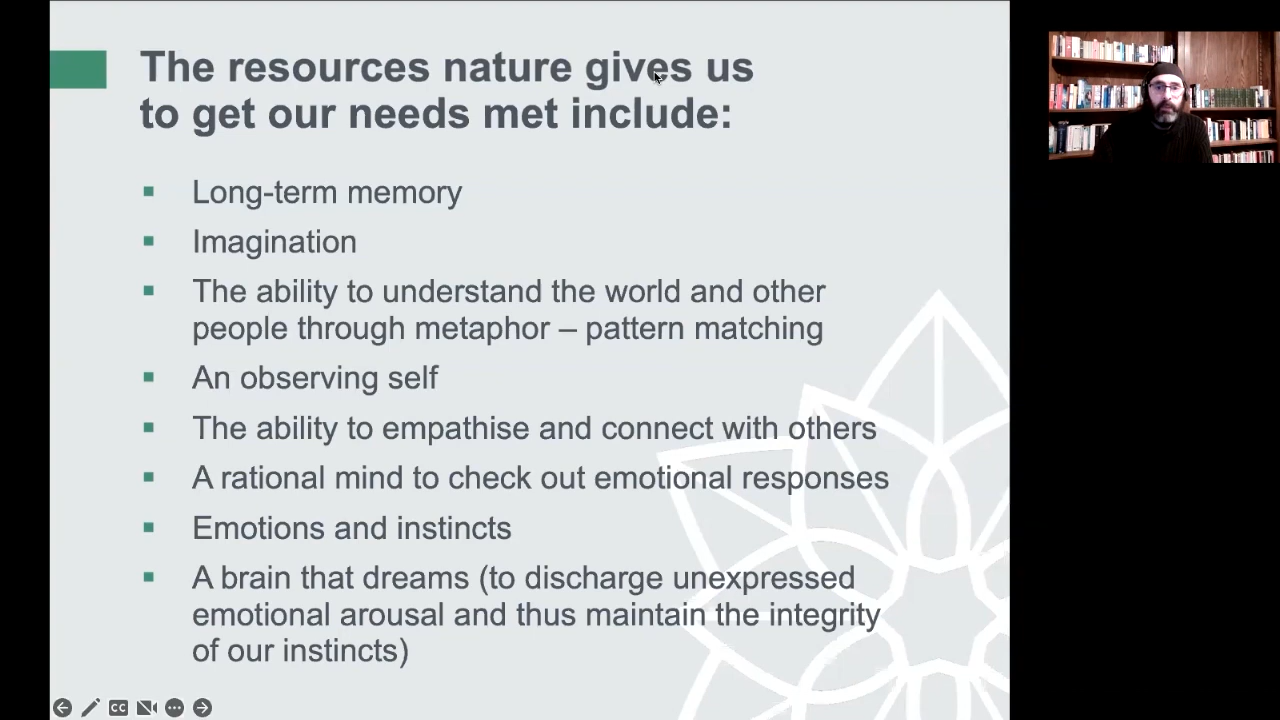 The resources nature gives us
to get our needs met include:
Long-term memory
Imagination
The ability to understand the world and other
people through metaphor – pattern matching
An observing self
The ability to empathise and connect with others
A rational mind to check out emotional responses
Emotions and instincts
A brain that dreams (to discharge unexpressed
emotional arousal and thus maintain the integrity
of our instincts)
CC